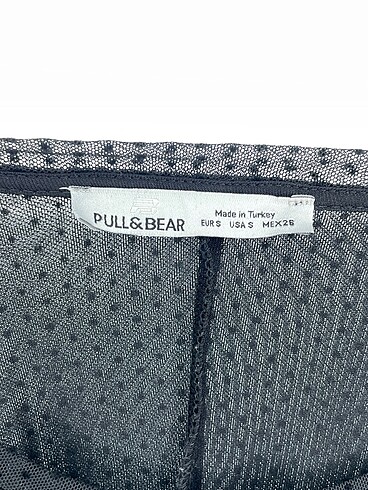 PULL&BEAR
Made in Turkey
EUR S USA S MEX 26